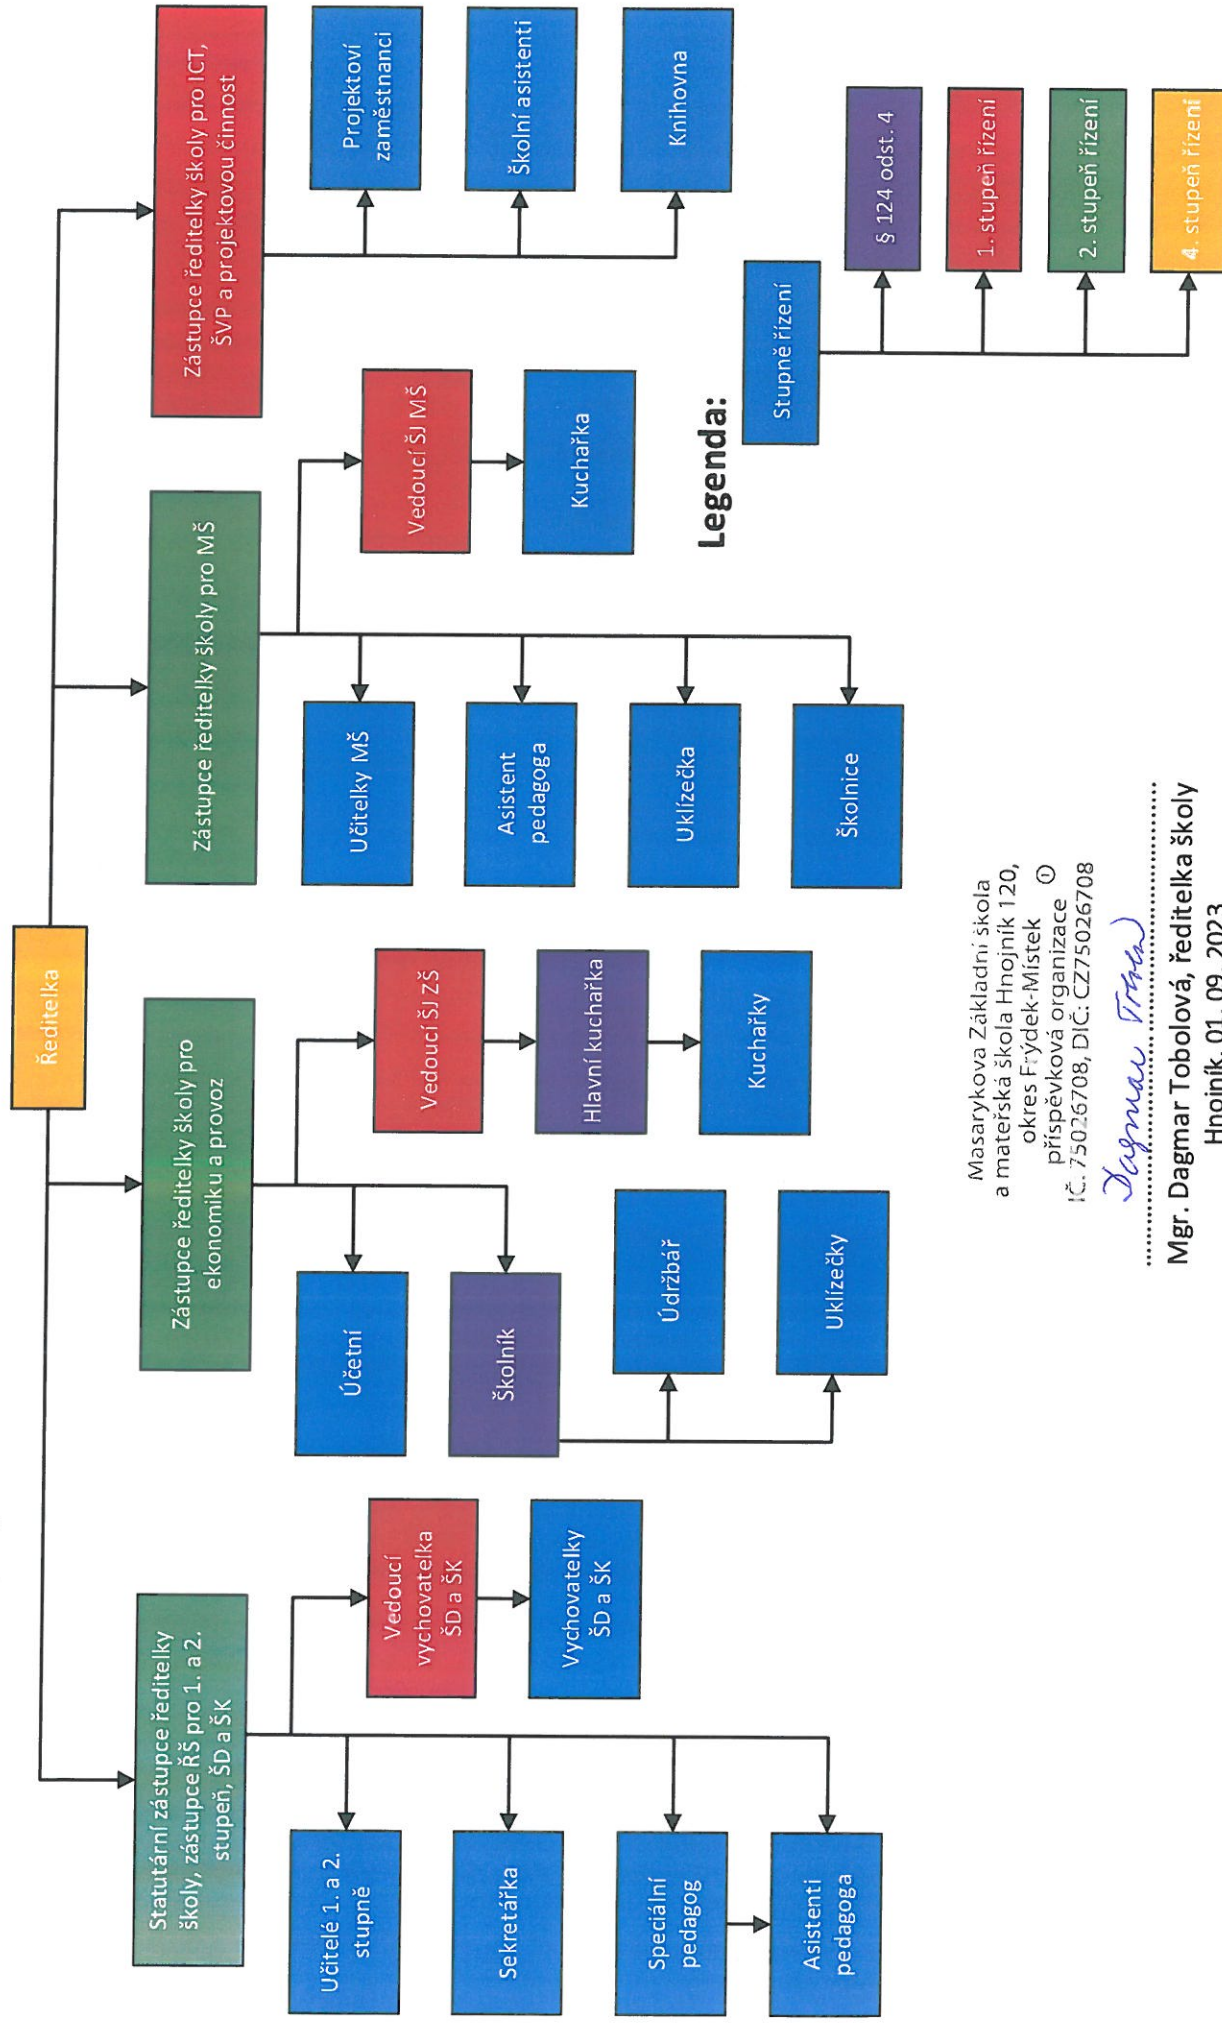 Ředitelka
Statutární zástupce ředitelky
školy, zástupce ŘŠ pro 1. a 2.
stupeň, ŠD a ŠK
Zástupce ředitelky školy pro
ekonomiku a provoz
Zástupce ředitelky školy pro MŠ
Zástupce ředitelky školy pro ICT,
ŠVP a projektovou činnost
Učitelé 1. a 2.
stupně
Sekretářka
Speciální
pedagog
Asistenti
pedagoga
Vedoucí
vychovatelka
ŠD a ŠK
Vychovatelky
ŠD a ŠK
Účetní
Školník
Údržbář
Uklízečky
Vedoucí ŠJ ZŠ
Hlavní kuchařka
Kuchařky
Učitelky MŠ
Asistent
pedagoga
Uklízečka
Školnice
Vedoucí ŠJ MŠ
Kuchařka
Projektoví
zaměstnanci
Školní asistenti
Knihovna
Legenda:
Stupně řízení
§ 124 odst. 4
1. stupeň řízení
2. stupeň řízení
4. stupeň řízení
Masarykova Základní škola
a mateřská škola Hnojník 120,
okres Frýdek-Místek
příspěvková organizace ①
IČ: 75026708, DIČ: CZ75026708
Mgr. Dagmar Tobolová, ředitelka školy
Hnojník, 01. 09. 2023